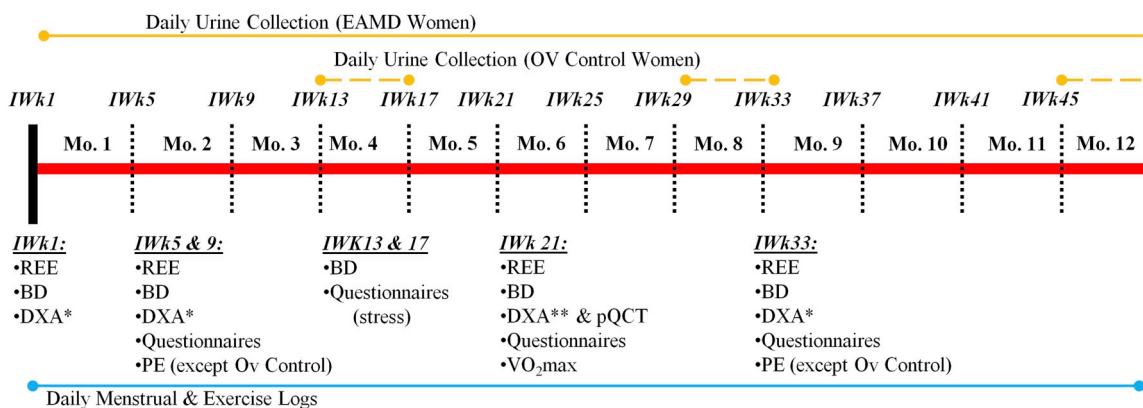 Daily Urine Collection (EAMD Women)
Daily Urine Collection (OV Control Women)
IWk1 IWk5 IWk9 IWk13 IWk17 IWk21 IWk25 IWk29 IWk33 IWk37 IWk41 IWk45
Mo. 1 Mo. 2 Mo. 3 Mo. 4 Mo. 5 Mo. 6 Mo. 7 Mo. 8 Mo. 9 Mo. 10 Mo. 11 Mo. 12
IWk1:
•REE
•BD
•DXA*
IWk5 & 9:
•REE
•BD
•DXA*
•Questionnaires
•PE (except Ov Control)
IWK13 & 17
•BD
•Questionnaires
(stress)
IWk 21:
•REE
•BD
•DXA** & pQCT
•Questionnaires
•VO₂max
IWk33:
•REE
•BD
•DXA*
•Questionnaires
•PE (except Ov Control)
Daily Menstrual & Exercise Logs